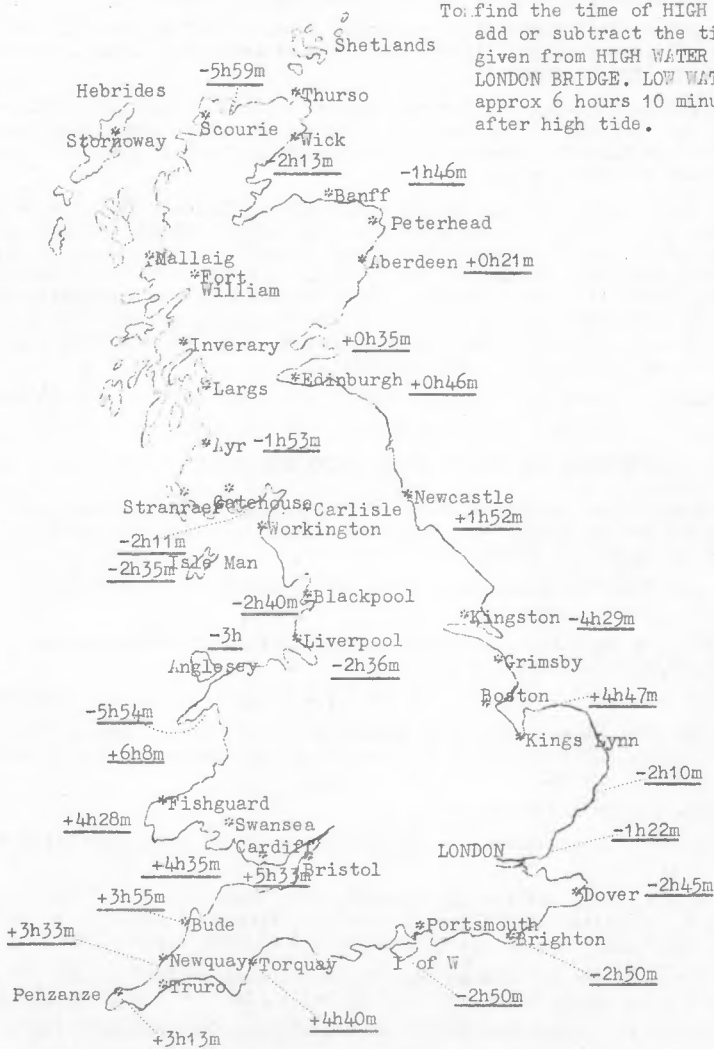 To find the time of HIGH
add or subtract the ti
given from HIGH WATER
LONDON BRIDGE. LOW WAT
approx 6 hours 10 minu
after high tide.
Shetlands
-5h59m
Hebrides
*Thurso
*
Scourie
*
Stornoway
*Wick
-2h13m
*Banff
-1h46m
*Peterhead
*Mallaig
*Aberdeen +0h21m
*Fort
William
*Inverary
+0h35m
*Edinburgh +0h46m
*Largs
*Ayr -1h53m
*Newcastle
+1h52m
*
Stranraer
*
Gatehouse
*Carlisle
*Workington
-2h11m
Isle Man
-2h35m
-2h40m
*Blackpool
*Kingston -4h29m
-3h
*Liverpool
Anglesey
-2h36m
*Grimsby
Boston
*
+4h47m
-5h54m
*Kings Lynn
+6h8m
-2h10m
*Fishguard
+4h28m
*Swansea
-1h22m
Cardiff
*
LONDON
+4h35m
+5h33m
*
Bristol
*Dover -2h45m
+3h55m
*
Bude
*Portsmouth
*Brighton
+3h33m
*Newquay
*Torquay
I of W
-2h50m
Penzanze*
*Truro
-2h50m
+4h40m
+3h13m